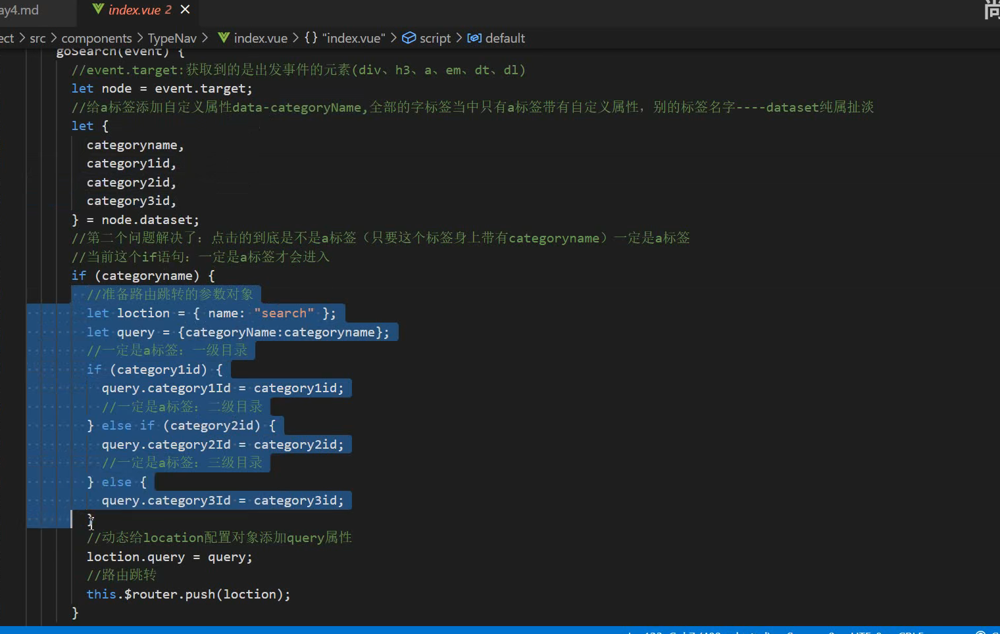 ay4.md
index.vue 2
尚
ect > src > components > TypeNav > index.vue > {} "index.vue" > script > default
goSearch(event) {
//event.target:获取到的是出发事件的元素(div、h3、a、em、dt、dl)
let node = event.target;
//给a标签添加自定义属性data-categoryName,全部的字标签当中只有a标签带有自定义属性，别的标签名字----dataset纯属扯淡
let {
categoryname,
category1id,
category2id,
category3id,
} = node.dataset;
//第二个问题解决了：点击的到底是不是a标签（只要这个标签身上带有categoryname）一定是a标签
//当前这个if语句：一定是a标签才会进入
if (categoryname) {
//准备路由跳转的参数对象
let loction = { name: "search" };
let query = {categoryName:categoryname};
//一定是a标签：一级目录
if (category1id) {
query.category1Id = category1id;
//一定是a标签：二级目录
} else if (category2id) {
query.category2Id = category2id;
//一定是a标签：三级目录
} else {
query.category3Id = category3id;
}
//动态给location配置对象添加query属性
loction.query = query;
//路由跳转
this.$router.push(loction);
}